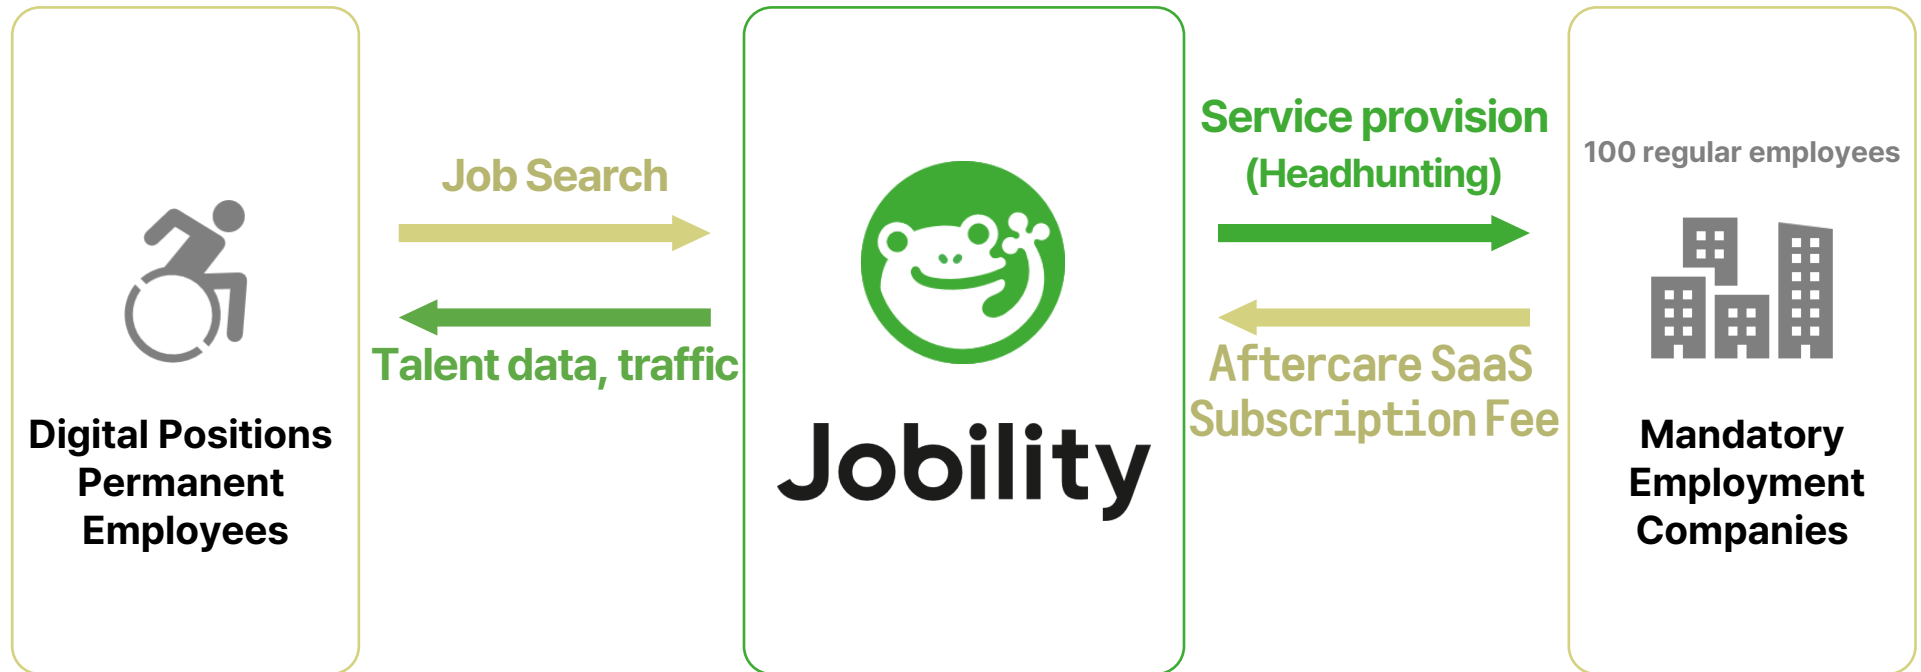 Digital Positions
Permanent
Employees
Job Search
Talent data, traffic
Jobility
Service provision
(Headhunting)
Aftercare SaaS
Subscription Fee
100 regular employees
Mandatory
Employment
Companies